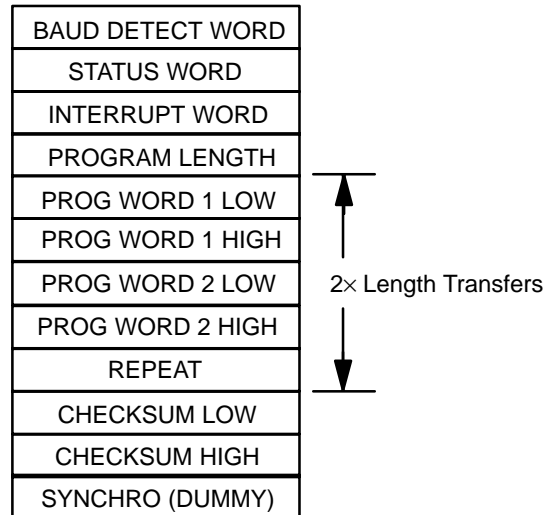 BAUD DETECT WORD
STATUS WORD
INTERRUPT WORD
PROGRAM LENGTH
PROG WORD 1 LOW
PROG WORD 1 HIGH
PROG WORD 2 LOW
2× Length Transfers
PROG WORD 2 HIGH
REPEAT
CHECKSUM LOW
CHECKSUM HIGH
SYNCHRO (DUMMY)